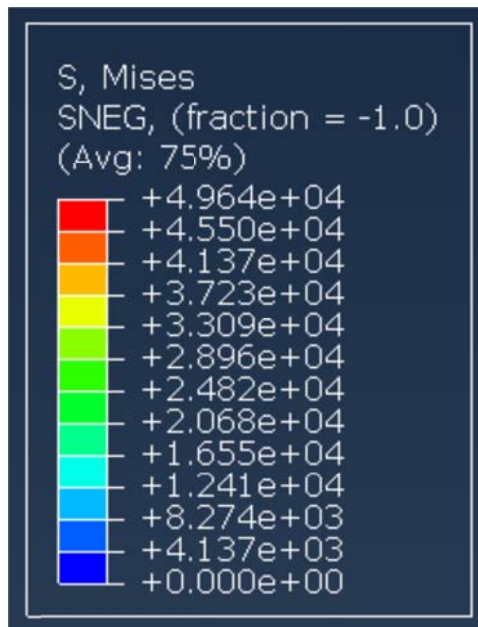 S, Mises
SNEG, (fraction = -1.0)
(Avg: 75%)
+4.964e+04
+4.550e+04
+4.137e+04
+3.723e+04
+3.309e+04
+2.896e+04
+2.482e+04
+2.068e+04
+1.655e+04
+1.241e+04
+8.274e+03
+4.137e+03
+0.000e+00